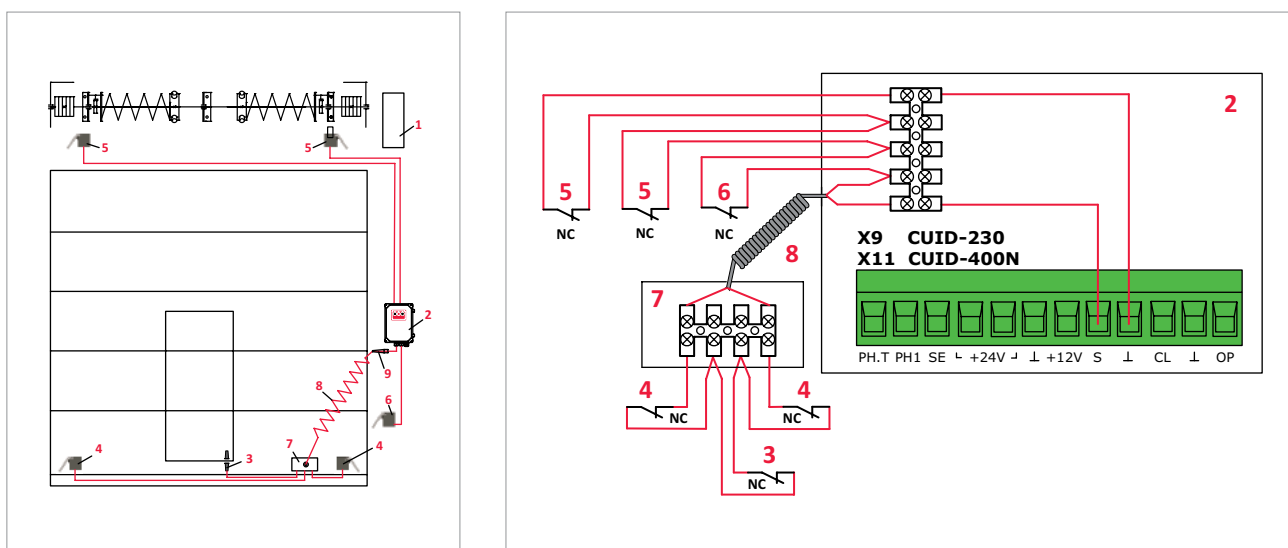 1
5
5
2
9
8
6
7
4
3
4
2
5
5
6
NC
NC
NC
8
X9 CUID-230
X11 CUID-400N
7
PH.T PH1 SE ┕ +24V ┙ ⊥ +12V S ⊥ CL ⊥ OP
4
4
NC
NC
3
NC